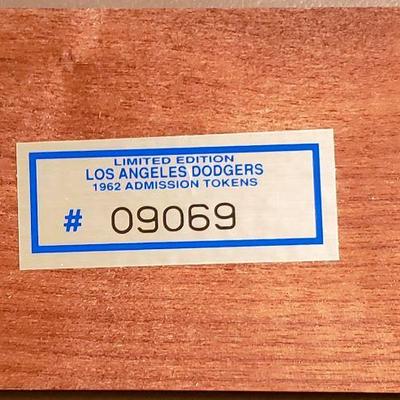 LIMITED EDITION
LOS ANGELES DODGERS
1962 ADMISSION TOKENS
# 09069